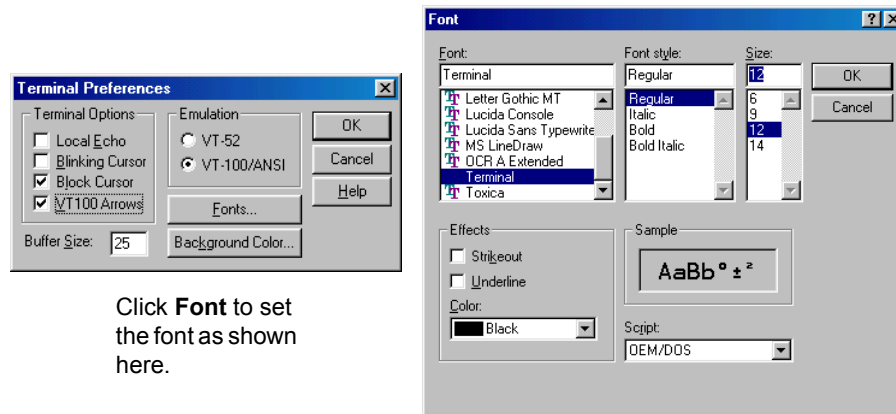 Terminal Preferences
Terminal Options
Local Echo
Blinking Cursor
Block Cursor
VT100 Arrows
Buffer Size: 25
Emulation
VT-52
VT-100/ANSI
Fonts...
Background Color...
OK
Cancel
Help
Click Font to set
the font as shown
here.
Font
Font:
Terminal
Letter Gothic MT
Lucida Console
Lucida Sans Typewrite
MS LineDraw
OCR A Extended
Terminal
Toxica
Font style:
Regular
Regular
Italic
Bold
Bold Italic
Size:
12
6
9
12
14
OK
Cancel
Effects
Strikeout
Underline
Color:
Black
Sample
AaBb°±²
Script:
OEM/DOS